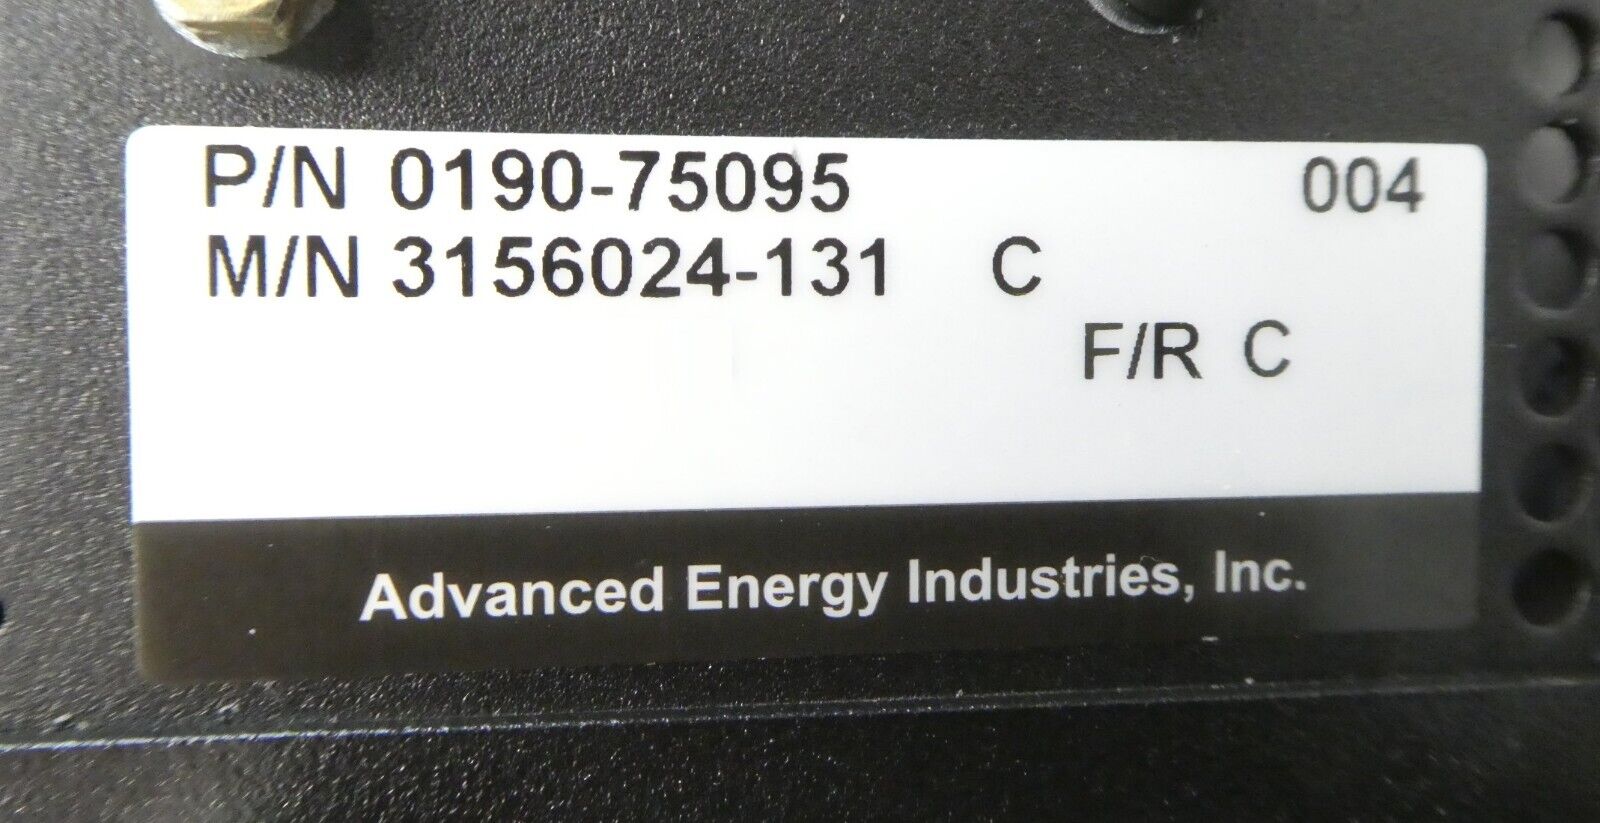 P/N 0190-75095 004
M/N 3156024-131 C
F/R C
Advanced Energy Industries, Inc.